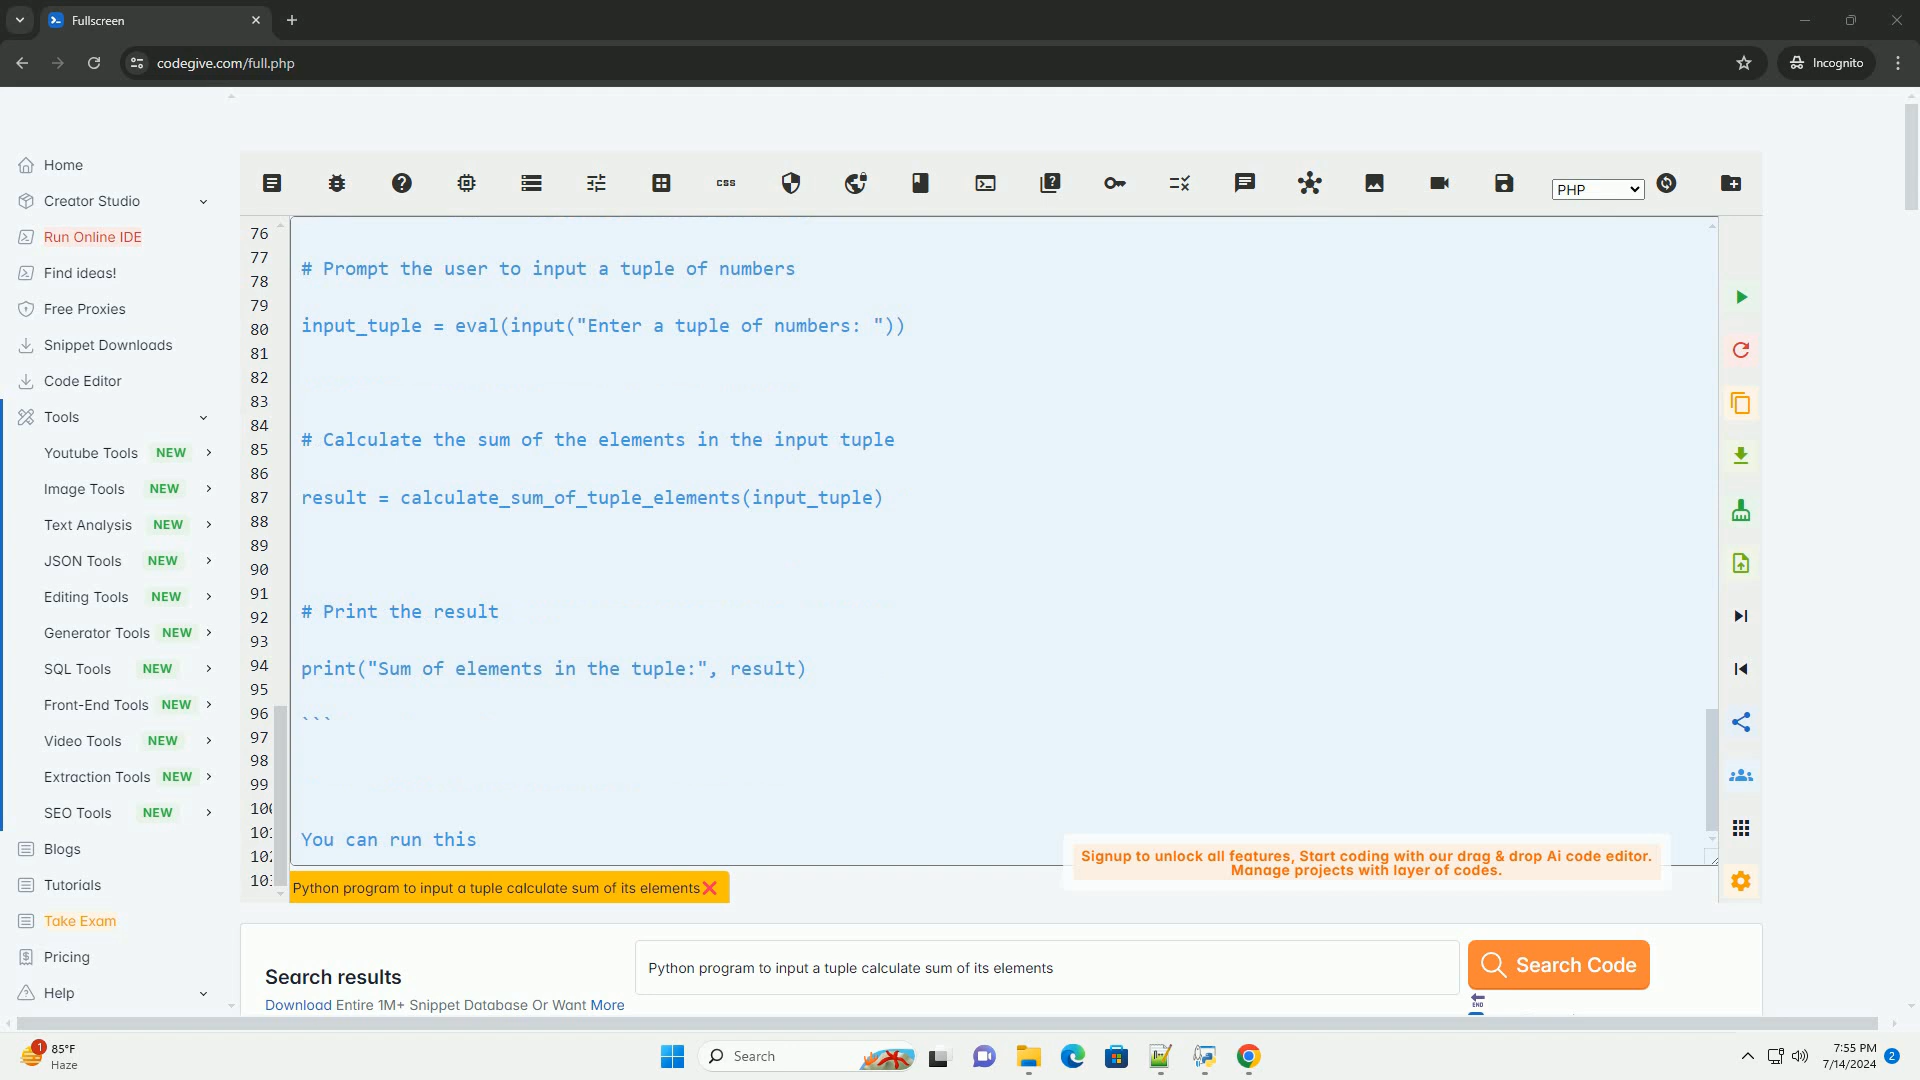 Fullscreen
codegive.com/full.php
Incognito
Home
Creator Studio
Run Online IDE
Find ideas!
Free Proxies
Snippet Downloads
Code Editor
Tools
Youtube Tools NEW
Image Tools NEW
Text Analysis NEW
JSON Tools NEW
Editing Tools NEW
Generator Tools NEW
SQL Tools NEW
Front-End Tools NEW
Video Tools NEW
Extraction Tools NEW
SEO Tools NEW
Blogs
Tutorials
Take Exam
Pricing
Help
css
PHP
76
77
78
79
80
81
82
83
84
85
86
87
88
89
90
91
92
93
94
95
96
97
98
99
# Prompt the user to input a tuple of numbers
input_tuple = eval(input("Enter a tuple of numbers: "))
# Calculate the sum of the elements in the input tuple
result = calculate_sum_of_tuple_elements(input_tuple)
# Print the result
print("Sum of elements in the tuple:", result)
```
You can run this
Signup to unlock all features, Start coding with our drag & drop Ai code editor.
Manage projects with layer of codes.
Python program to input a tuple calculate sum of its elements
Search results
Download Entire 1M+ Snippet Database Or Want More
Python program to input a tuple calculate sum of its elements
Search Code
END
1
85°F
Haze
Search
7:55 PM
7/14/2024
2